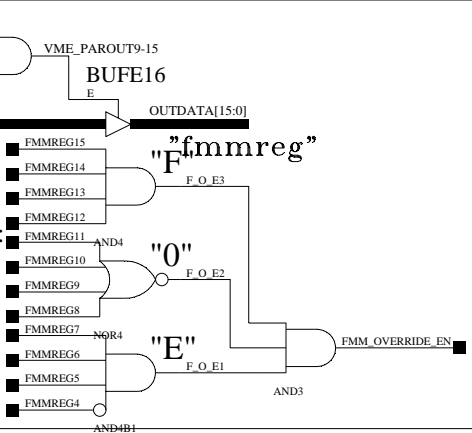 VME_PAROUT9-15
BUFE16
E
OUTDATA[15:0]
"fmmreg"
FMMREG15
"F"
FMMREG14
F_O_E3
FMMREG13
FMMREG12
FMMREG11
AND4
"0"
FMMREG10
F_O_E2
FMMREG9
FMMREG8
FMMREG7
NOR4
"E"
FMM_OVERRIDE_EN
FMMREG6
F_O_E1
FMMREG5
AND3
FMMREG4
AND4B1